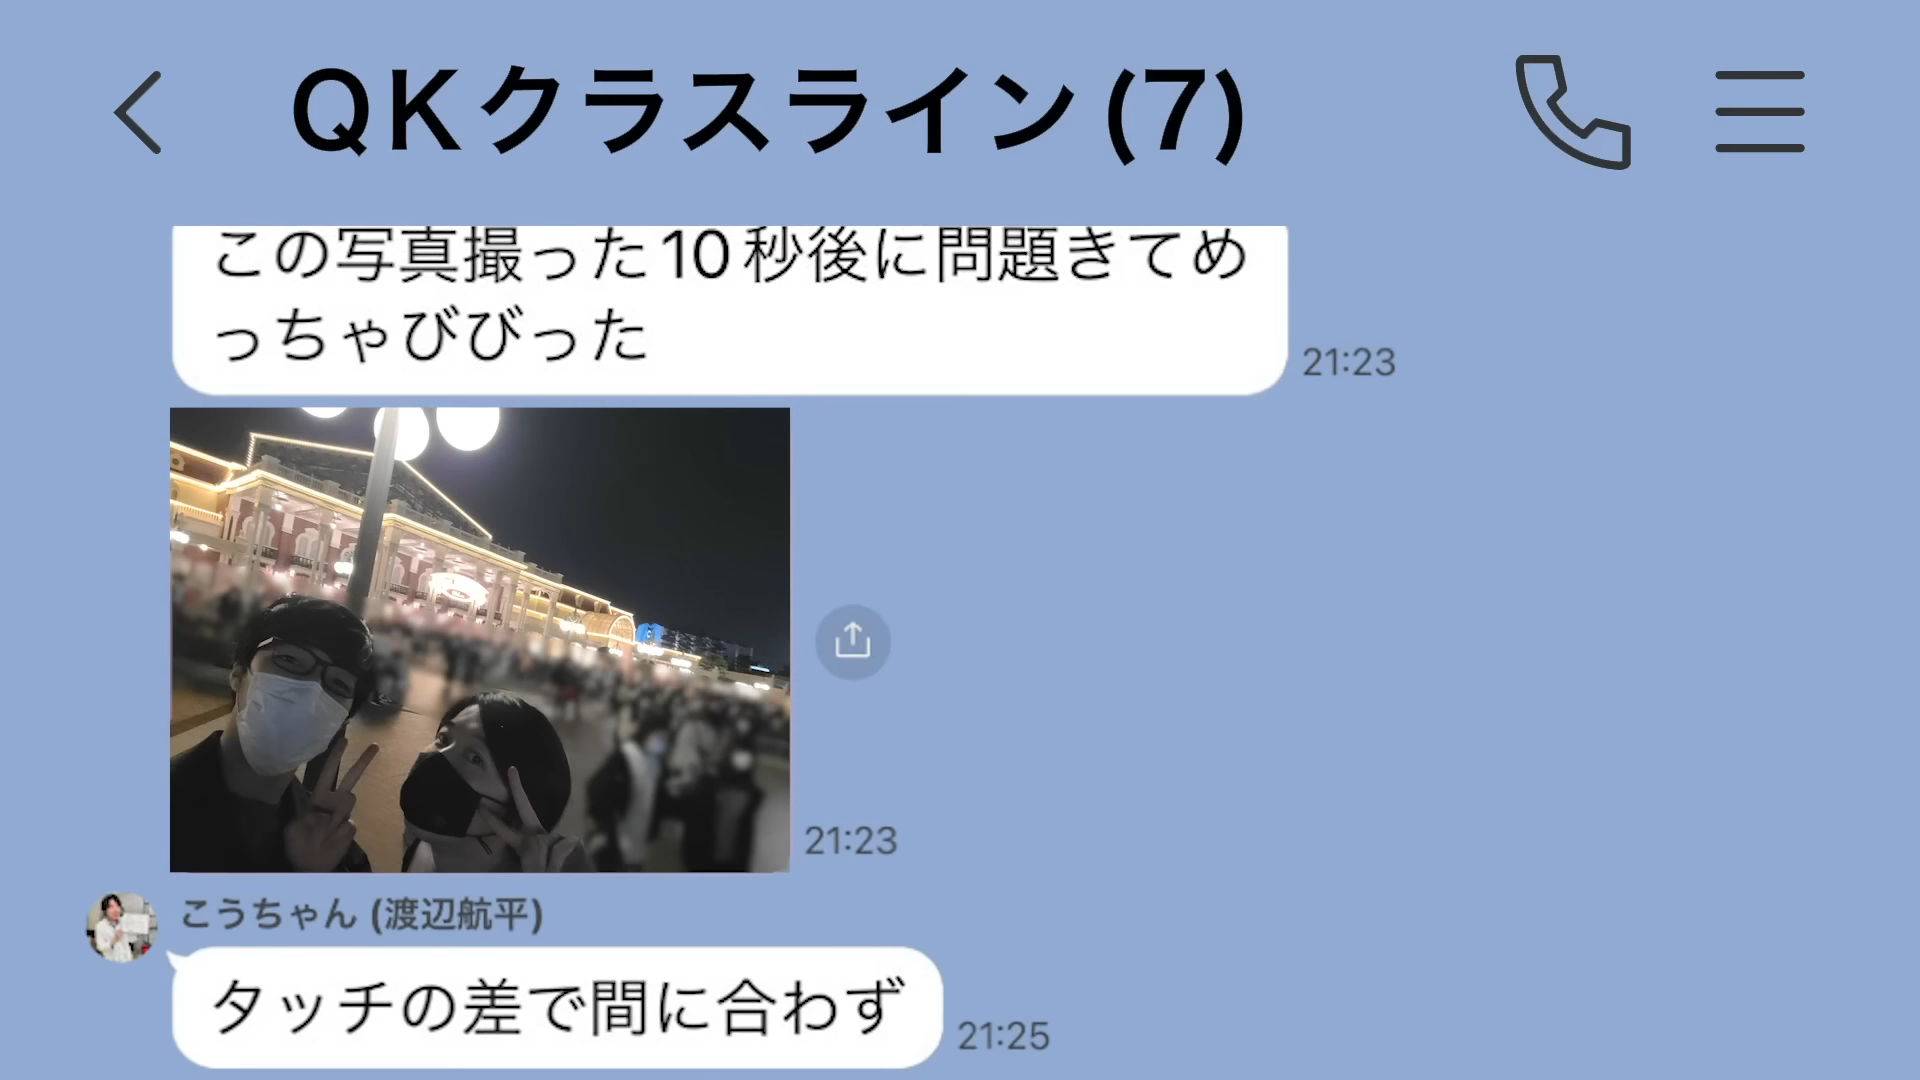 QKクラスライン(7)
この写真撮った10秒後に問題きてめ
っちゃびびった
21:23
21:23
こうちゃん (渡辺航平)
タッチの差で間に合わず
21:25